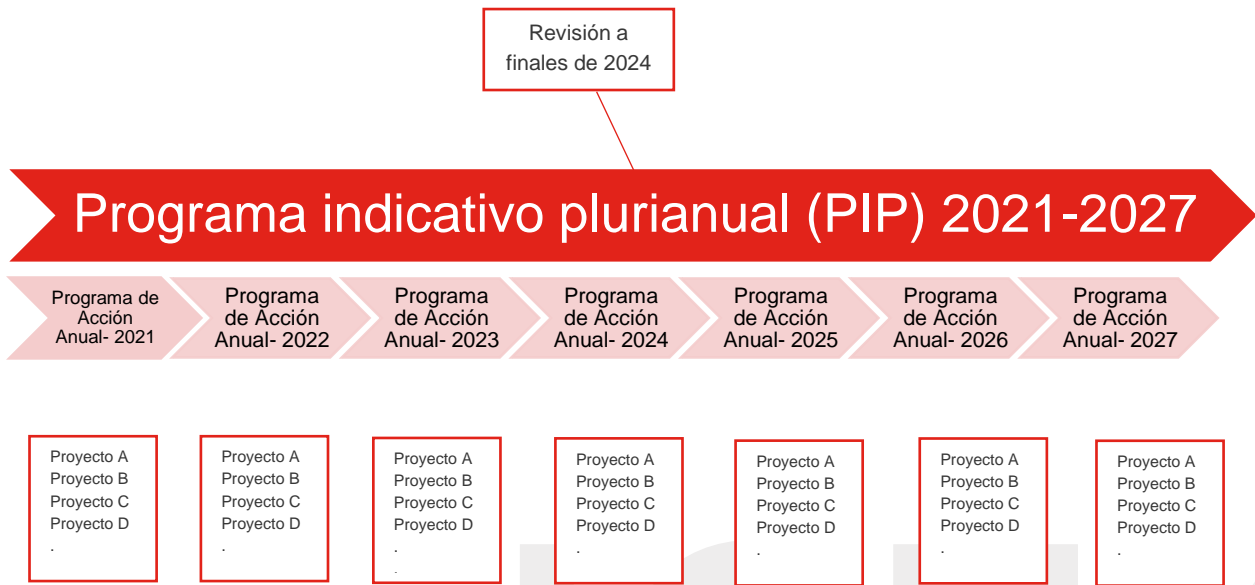 Revisión a
finales de 2024
Programa indicativo plurianual (PIP) 2021-2027
Programa de
Acción
Anual- 2021
Programa
de Acción
Anual- 2022
Programa
de Acción
Anual- 2023
Programa
de Acción
Anual- 2024
Programa
de Acción
Anual- 2025
Programa
de Acción
Anual- 2026
Programa
de Acción
Anual- 2027
Proyecto A
Proyecto B
Proyecto C
Proyecto D
.
Proyecto A
Proyecto B
Proyecto C
Proyecto D
.
Proyecto A
Proyecto B
Proyecto C
Proyecto D
.
.
Proyecto A
Proyecto B
Proyecto C
Proyecto D
.
Proyecto A
Proyecto B
Proyecto C
Proyecto D
.
Proyecto A
Proyecto B
Proyecto C
Proyecto D
.
Proyecto A
Proyecto B
Proyecto C
Proyecto D
.